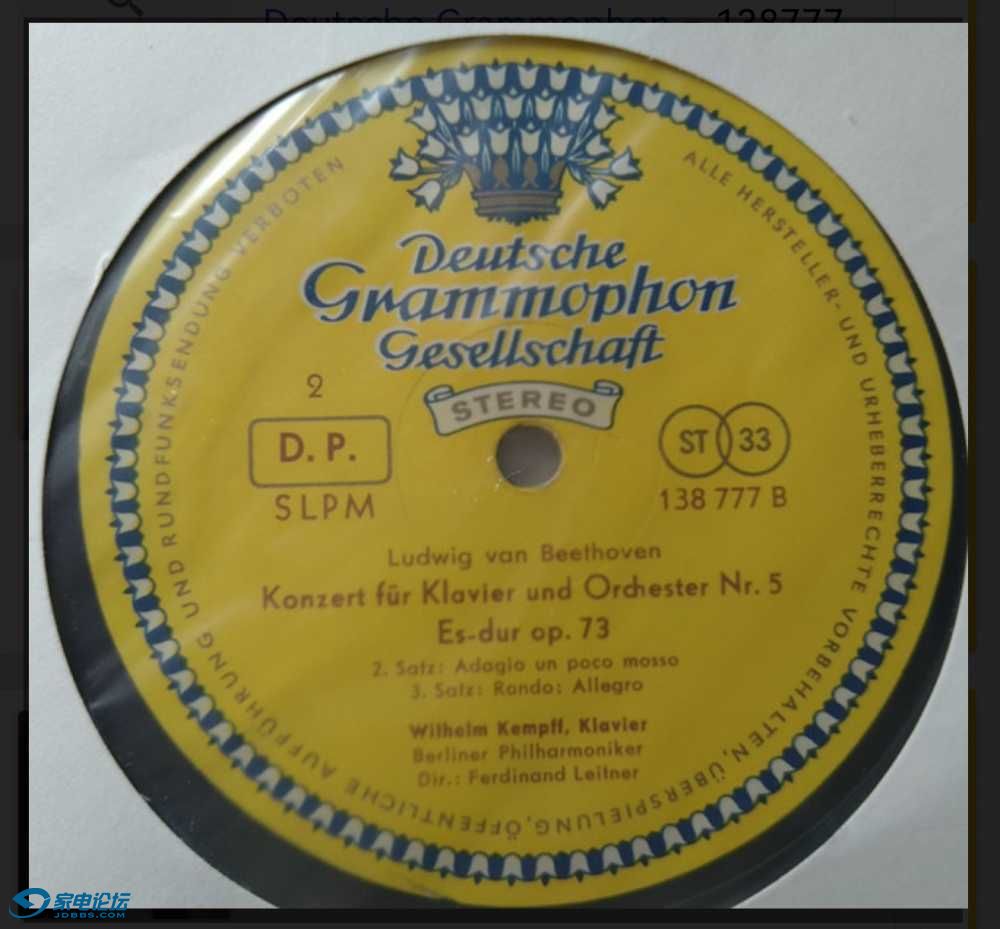 Deutsche Grammophon 138777
ALLE HERSTELLER- UND URHEBERRECHTE VORBEHALTEN, ÜBERSPIELUNG, ÖFFENTLICHE AUFFÜHRUNG UND RUNDFUNKSENDUNG VERBOTEN
Deutsche
Grammophon
Gesellschaft
STEREO
2
D. P.
SLPM
ST 33
138 777 B
Ludwig van Beethoven
Konzert für Klavier und Orchester Nr. 5
Es-dur op. 73
2. Satz: Adagio un poco mosso
3. Satz: Rondo: Allegro
Wilhelm Kempff, Klavier
Berliner Philharmoniker
Dir.: Ferdinand Leitner
家电论坛
JDBBS.COM